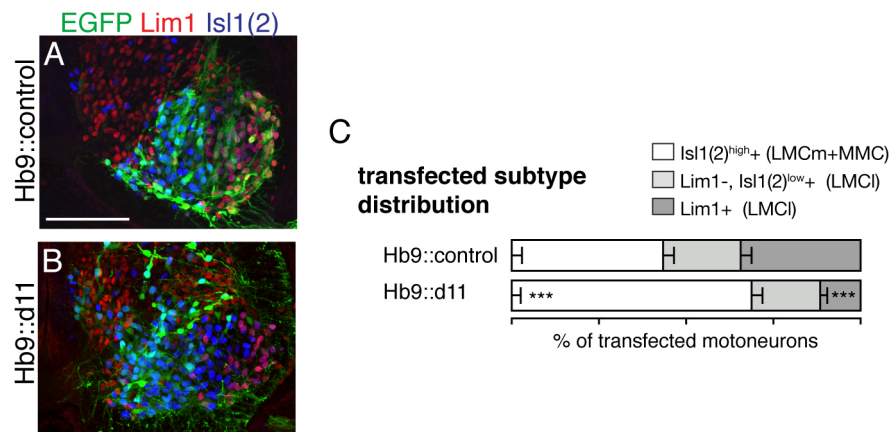 EGFP Lim1 Isl1(2)
A
Hb9::control
B
Hb9::d11
C
transfected subtype
distribution
Isl1(2)high+ (LMCm+MMC)
Lim1-, Isl1(2)low+ (LMCl)
Lim1+ (LMCl)
Hb9::control
Hb9::d11
***
***
% of transfected motoneurons